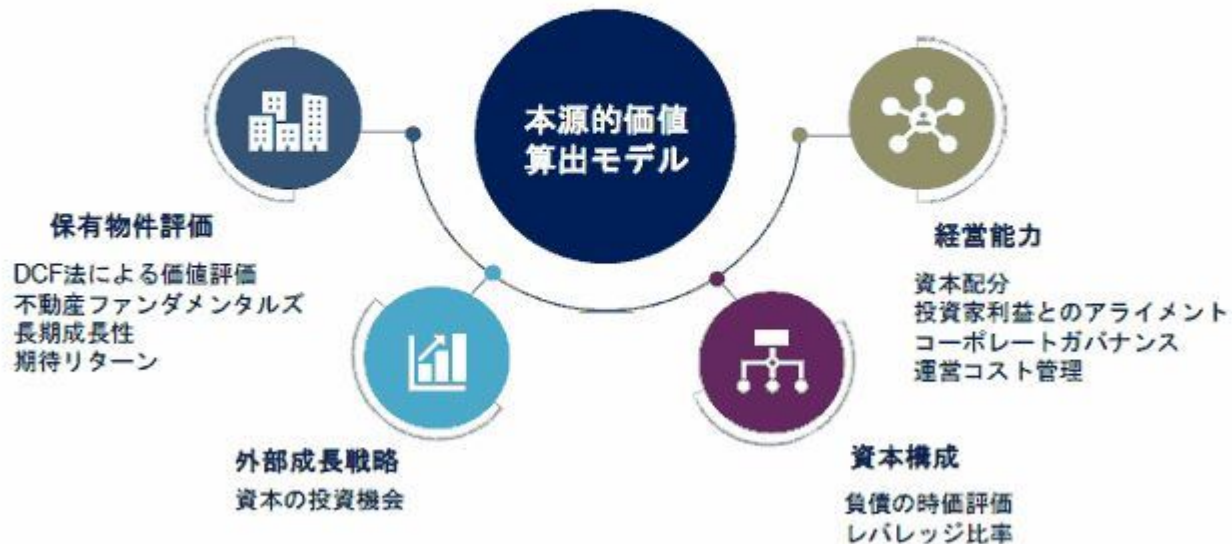 本源的価値
算出モデル
保有物件評価
DCF法による価値評価
不動産ファンダメンタルズ
長期成長性
期待リターン
外部成長戦略
資本の投資機会
資本構成
負債の時価評価
レバレッジ比率
経営能力
資本配分
投資家利益とのアライメント
コーポレートガバナンス
運営コスト管理